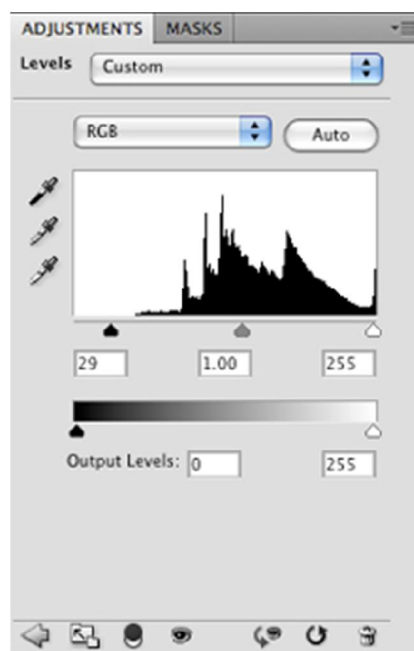 ADJUSTMENTS MASKS
Levels Custom
RGB Auto
29 1.00 255
Output Levels: 0 255